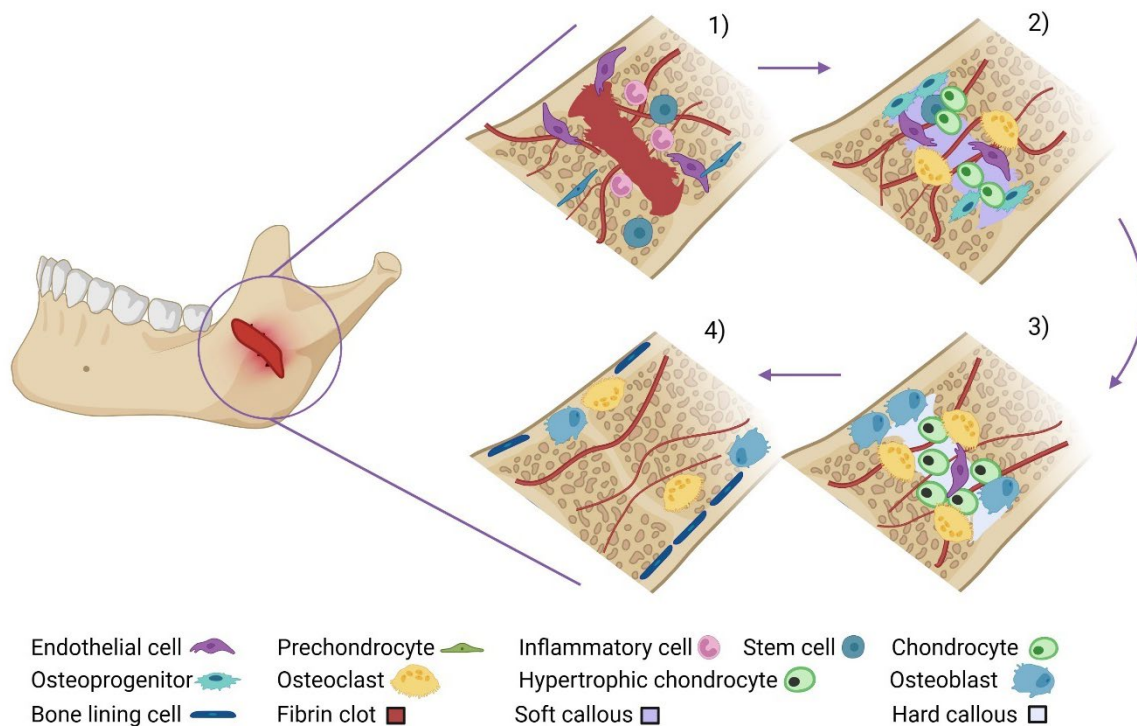 1)
2)
4)
3)
Endothelial cell Prechondrocyte Inflammatory cell Stem cell Chondrocyte
Osteoprogenitor Osteoclast Hypertrophic chondrocyte Osteoblast
Bone lining cell Fibrin clot Soft callous Hard callous